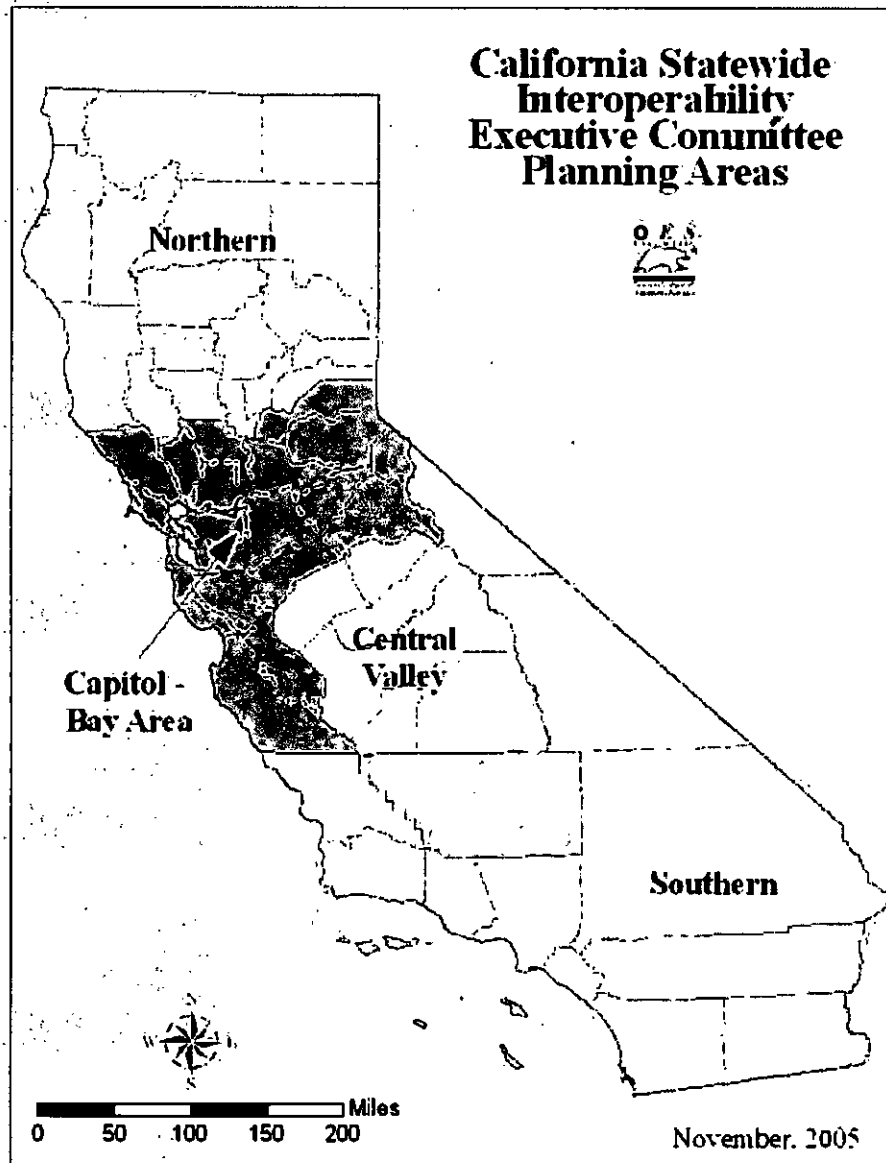 California Statewide
Interoperability
Executive Conunittee
Planning Areas
O E S
Northern
Central
Valley
Capitol -
Bay Area
Southern
N
W
S
Miles
0 50 100 150 200
November. 2005